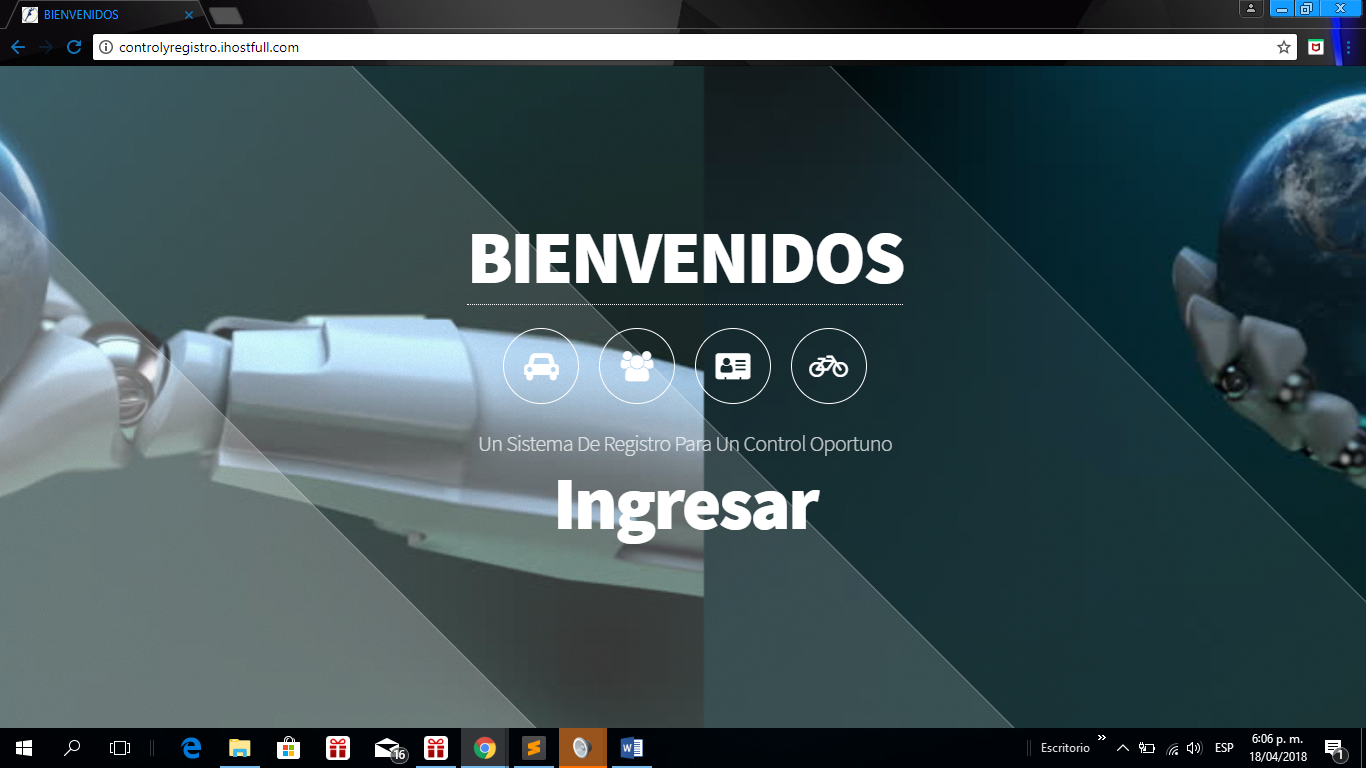 BIENVENIDOS
controlyregistro.ihostfull.com
BIENVENIDOS
Un Sistema De Registro Para Un Control Oportuno
Ingresar
16
Escritorio
ESP
6:06 p. m.
18/04/2018
1